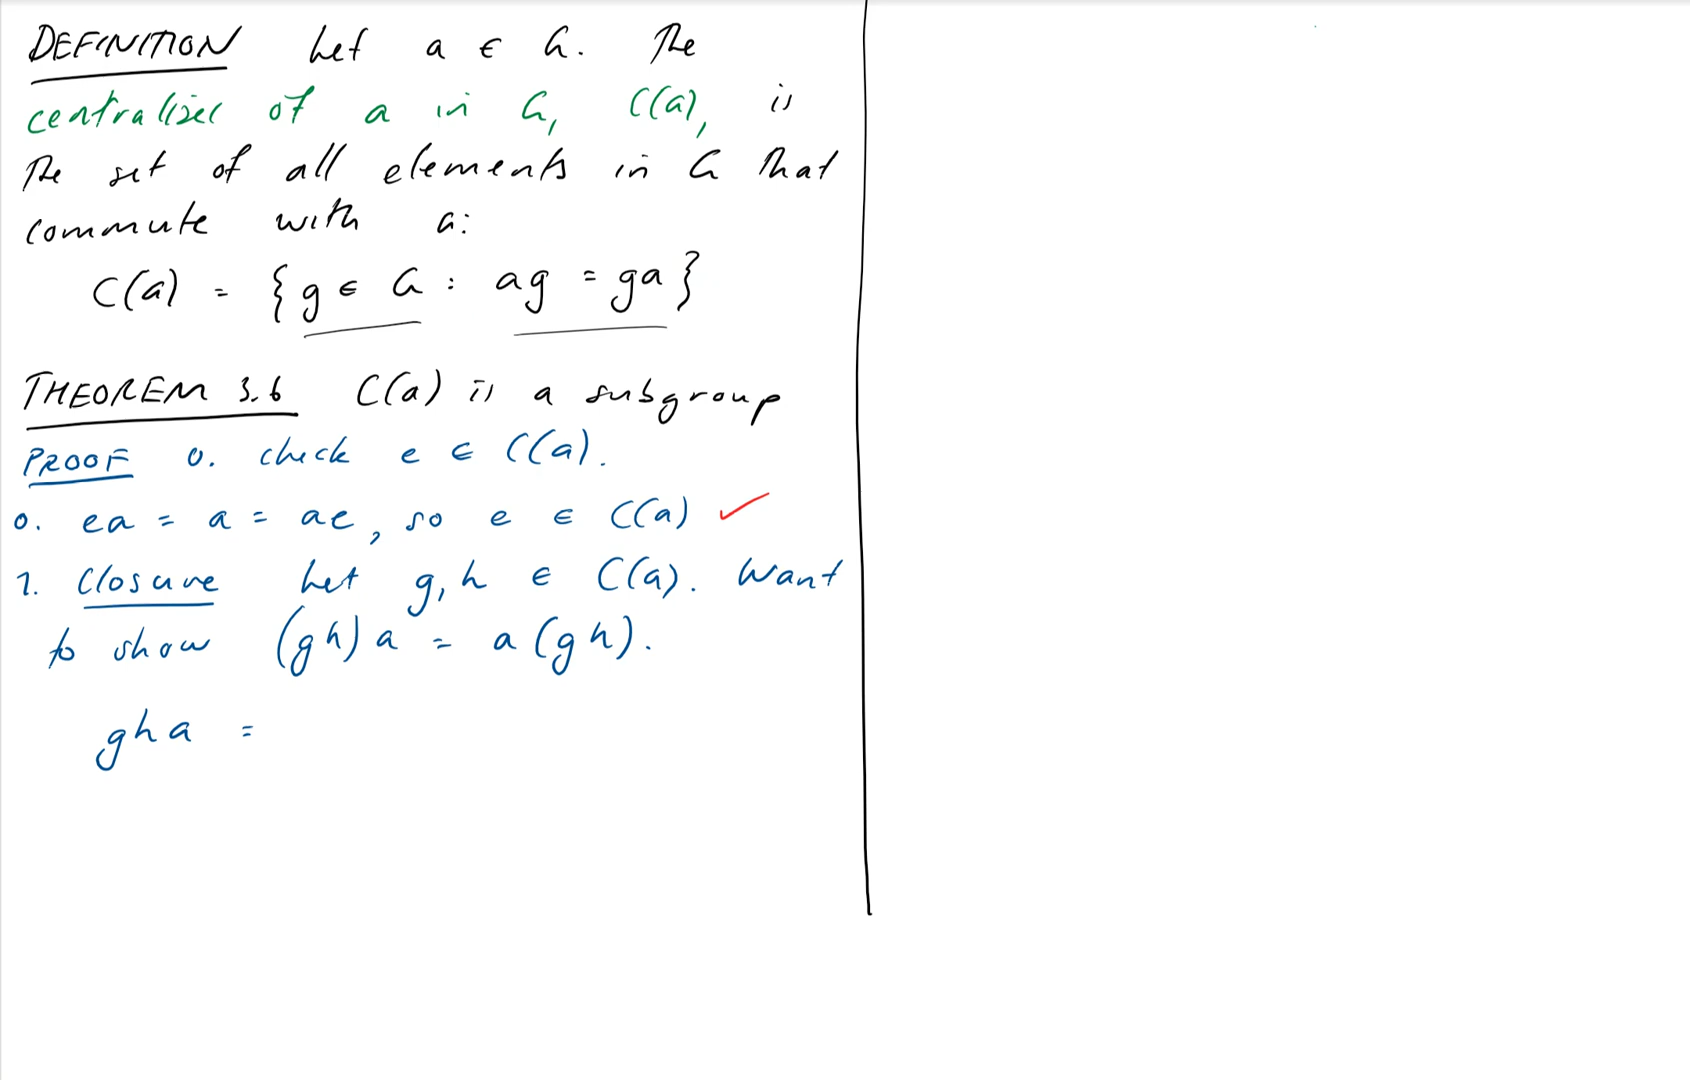 DEFINITION Let a ∈ G. The
centralizer of a in G, C(a), is
the set of all elements in G that
commute with a:
C(a) = {g ∈ G : ag = ga}
THEOREM 3.6 C(a) is a subgroup
PROOF 0. check e ∈ C(a).
0. ea = a = ae, so e ∈ C(a) ✓
1. Closure Let g, h ∈ C(a). Want
to show (gh)a = a(gh).
gha =